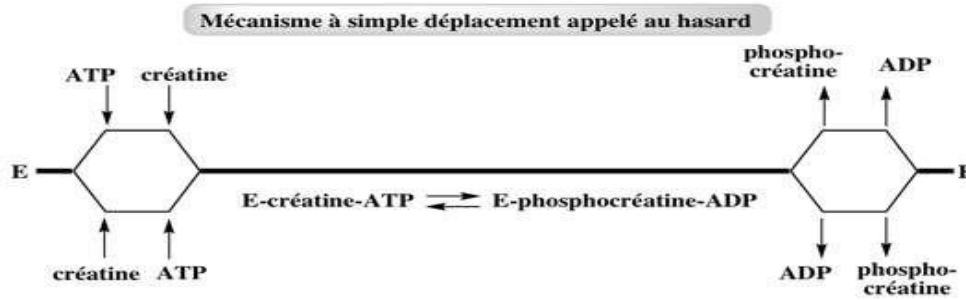 Mécanisme à simple déplacement appelé au hasard
ATP créatine
phospho-
créatine
ADP
E
E
E-créatine-ATP ⇌ E-phosphocréatine-ADP
créatine ATP
ADP
phospho-
créatine